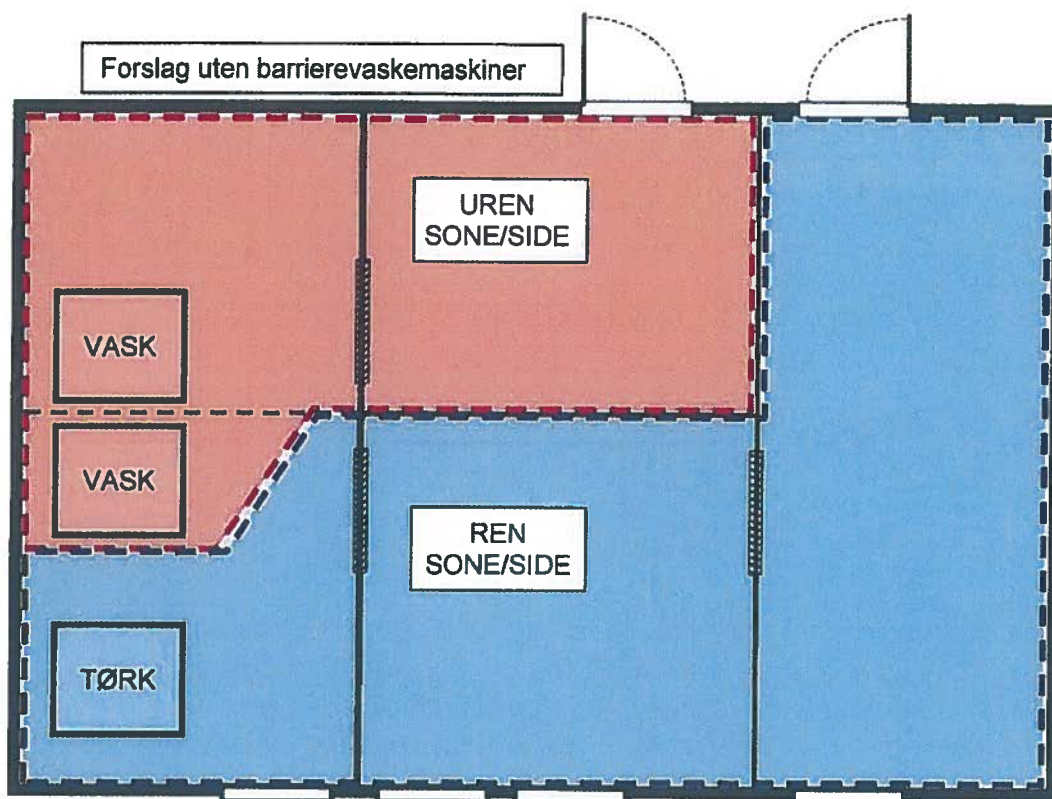 Forslag uten barrierevaskemaskiner
UREN
SONE/SIDE
VASK
VASK
REN
SONE/SIDE
TØRK